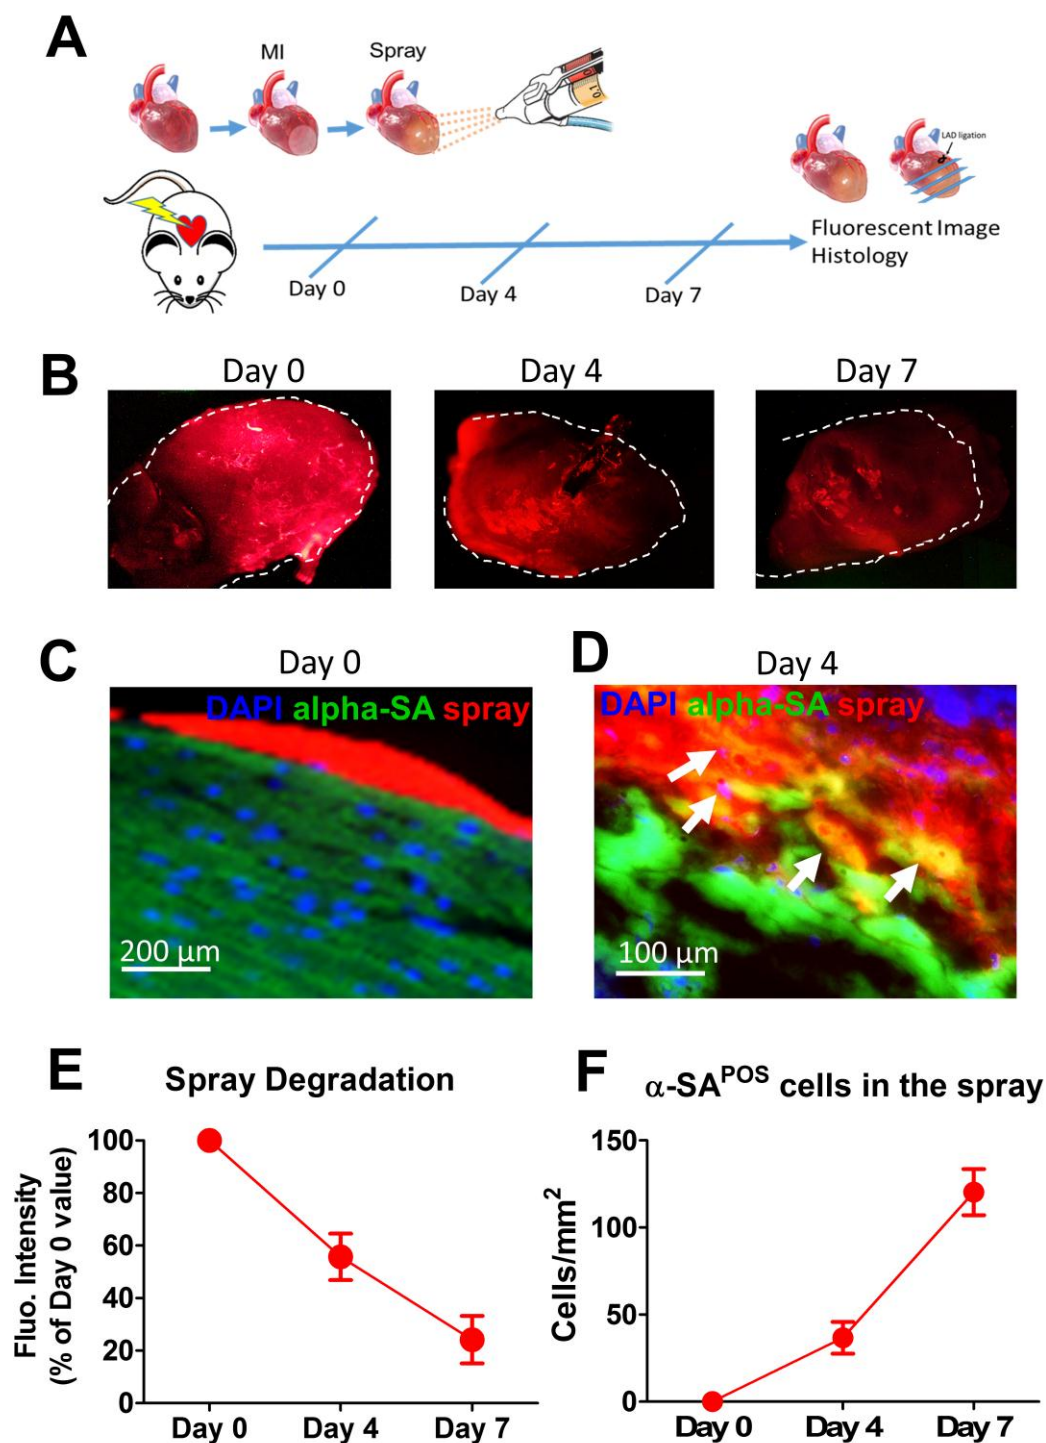 A
MI
Spray
0.1
LAD ligation
Fluorescent Image
Histology
Day 0
Day 4
Day 7
B
Day 0
Day 4
Day 7
C
Day 0
DAPI alpha-SA spray
200 μm
D
Day 4
DAPI alpha-SA spray
100 μm
E
Spray Degradation
Fluo. Intensity
(% of Day 0 value)
100
80
60
40
20
0
Day 0
Day 4
Day 7
F
α-SAPOS cells in the spray
Cells/mm2
150
100
50
0
Day 0
Day 4
Day 7